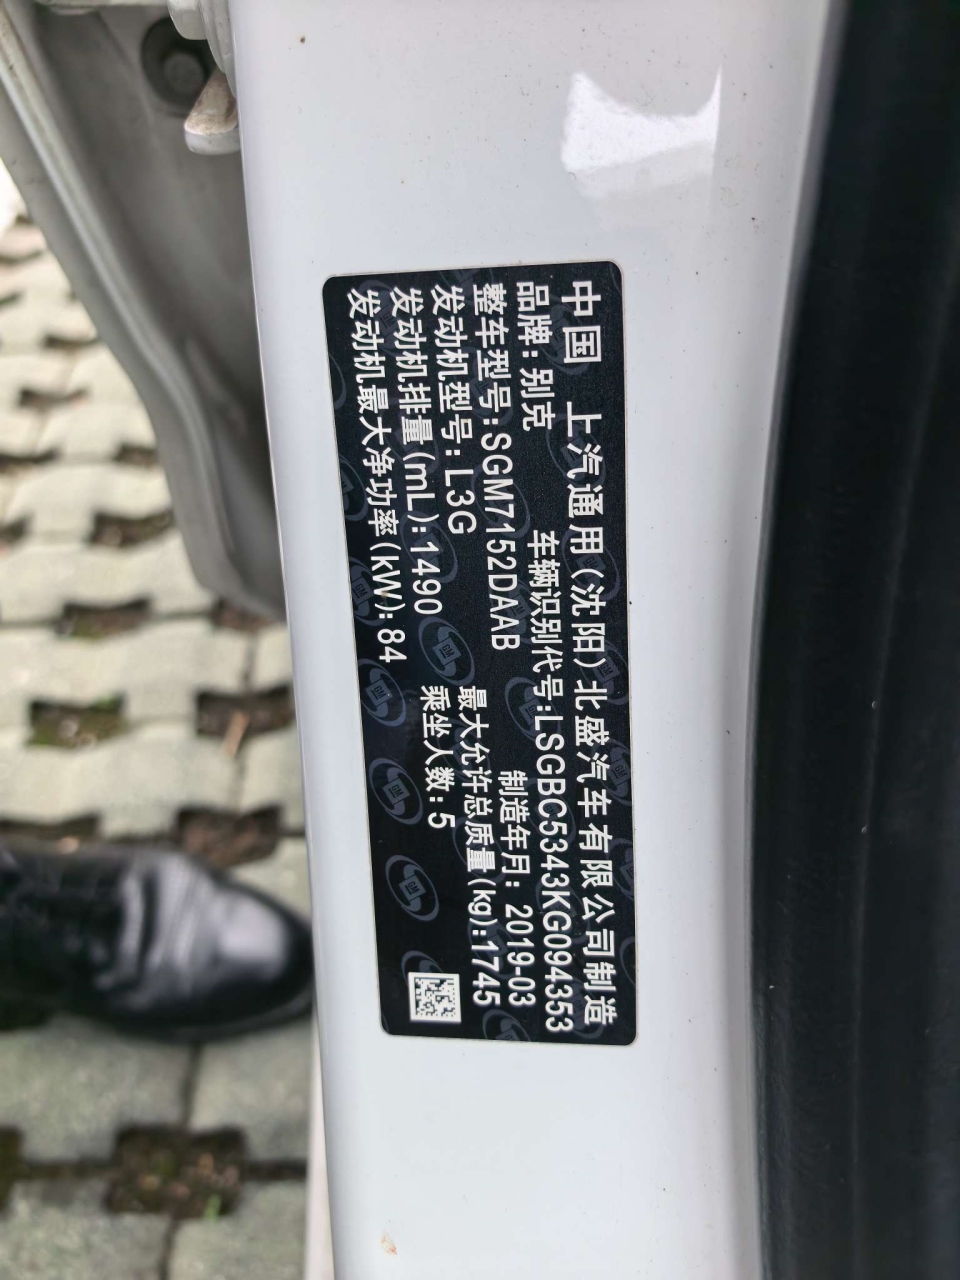 中国 上汽通用(沈阳)北盛汽车有限公司制造
品牌:别克 车辆识别代号:LSGBC5343KG094353
整车型号:SGM7152DAAB 制造年月: 2019-03
发动机型号: L3G 最大允许总质量(kg):1745
发动机排量(mL):1490 乘坐人数:5
发动机最大净功率(kW): 84